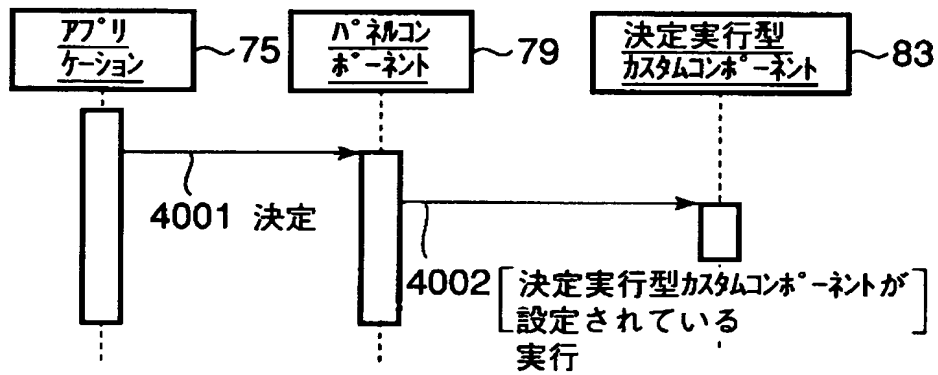 アプリ
ケーション
75
パネルコン
ポーネント
79
決定実行型
カスタムコンポーネント
83
4001 決定
4002
決定実行型カスタムコンポーネントが
設定されている
実行